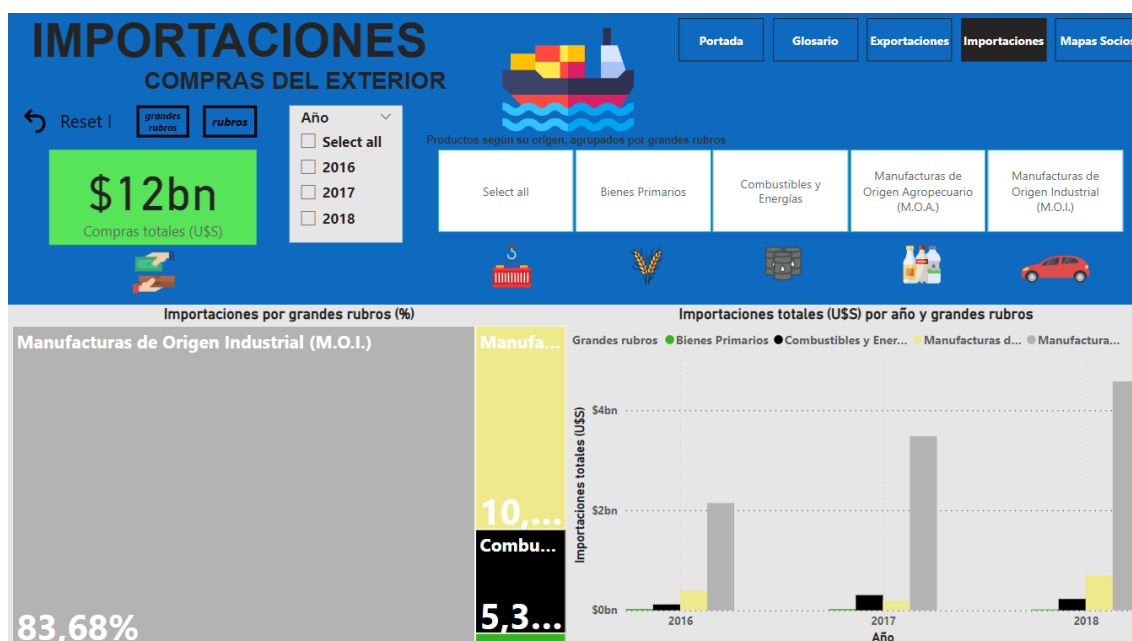 IMPORTACIONES
COMPRAS DEL EXTERIOR
Portada
Glosario
Exportaciones
Importaciones
Mapas Socios
Reset I
grandes
rubros
rubros
Año
Select all
2016
2017
2018
$12bn
Compras totales (U$S)
Productos según su origen, agrupados por grandes rubros
Select all
Bienes Primarios
Combustibles y
Energías
Manufacturas de
Origen Agropecuario
(M.O.A.)
Manufacturas de
Origen Industrial
(M.O.I.)
Importaciones por grandes rubros (%)
Manufacturas de Origen Industrial (M.O.I.)
83,68%
Manufa...
10,...
Combu...
5,3...
Importaciones totales (U$S) por año y grandes rubros
Grandes rubros
Bienes Primarios
Combustibles y Ener...
Manufacturas d...
Manufactura...
Importaciones totales (U$S)
$4bn
$2bn
$0bn
2016
2017
2018
Año